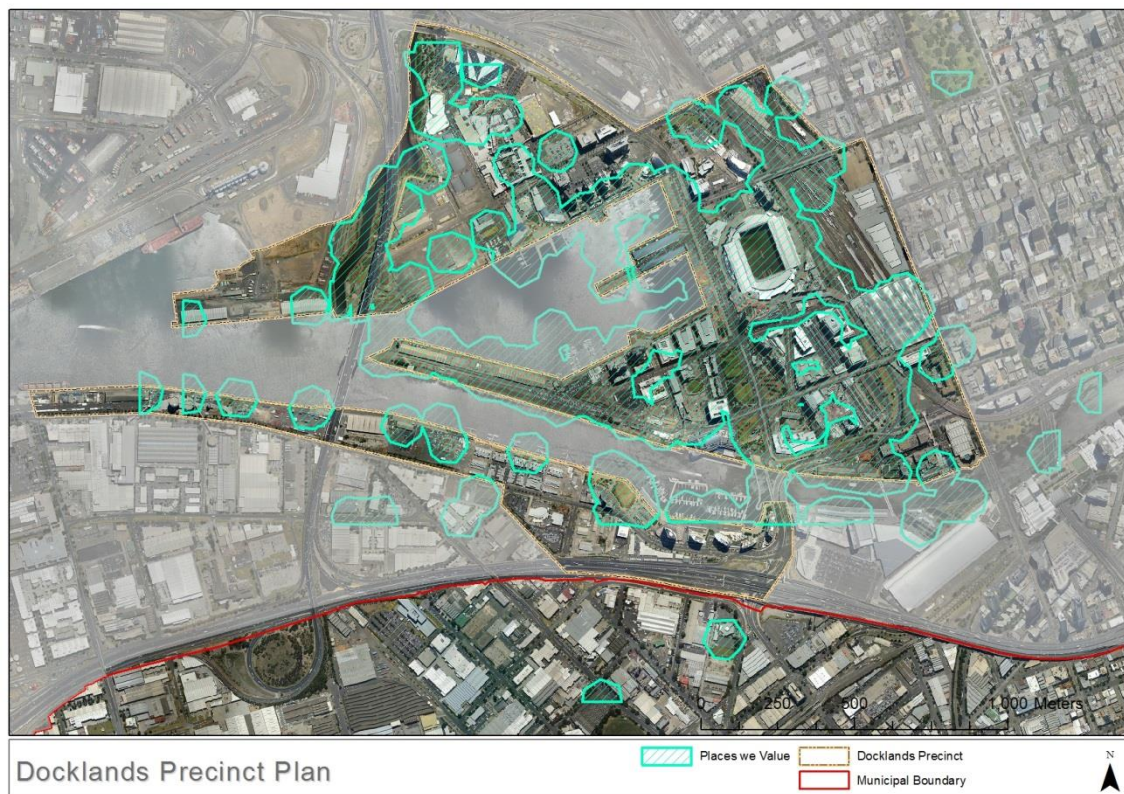 0 250 500 1,000 Meters
Docklands Precinct Plan
Places we Value
Docklands Precinct
Municipal Boundary
N